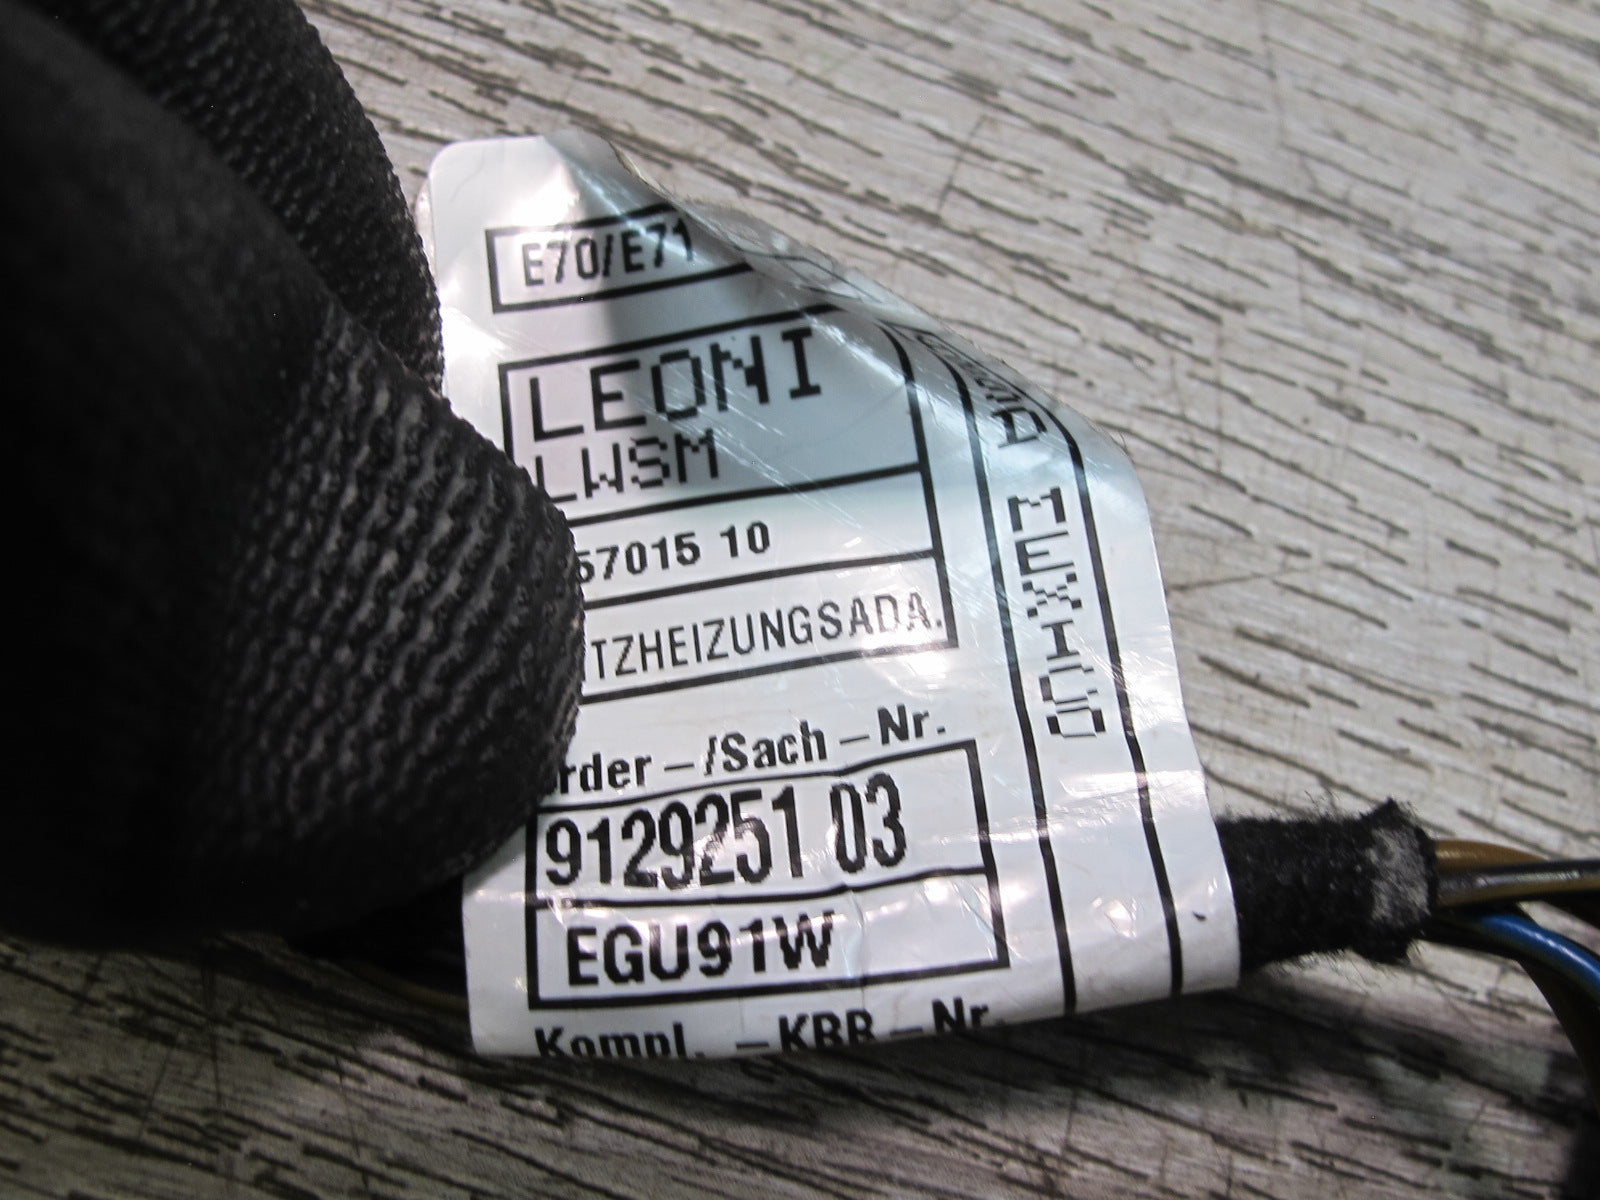 E70/E71
LEONI
LWSM
57015 10
TZHEIZUNGSADA.
rder-/Sach-Nr.
9129251 03
EGU91W
Kompl. -KBB-Nr.
MEXICO